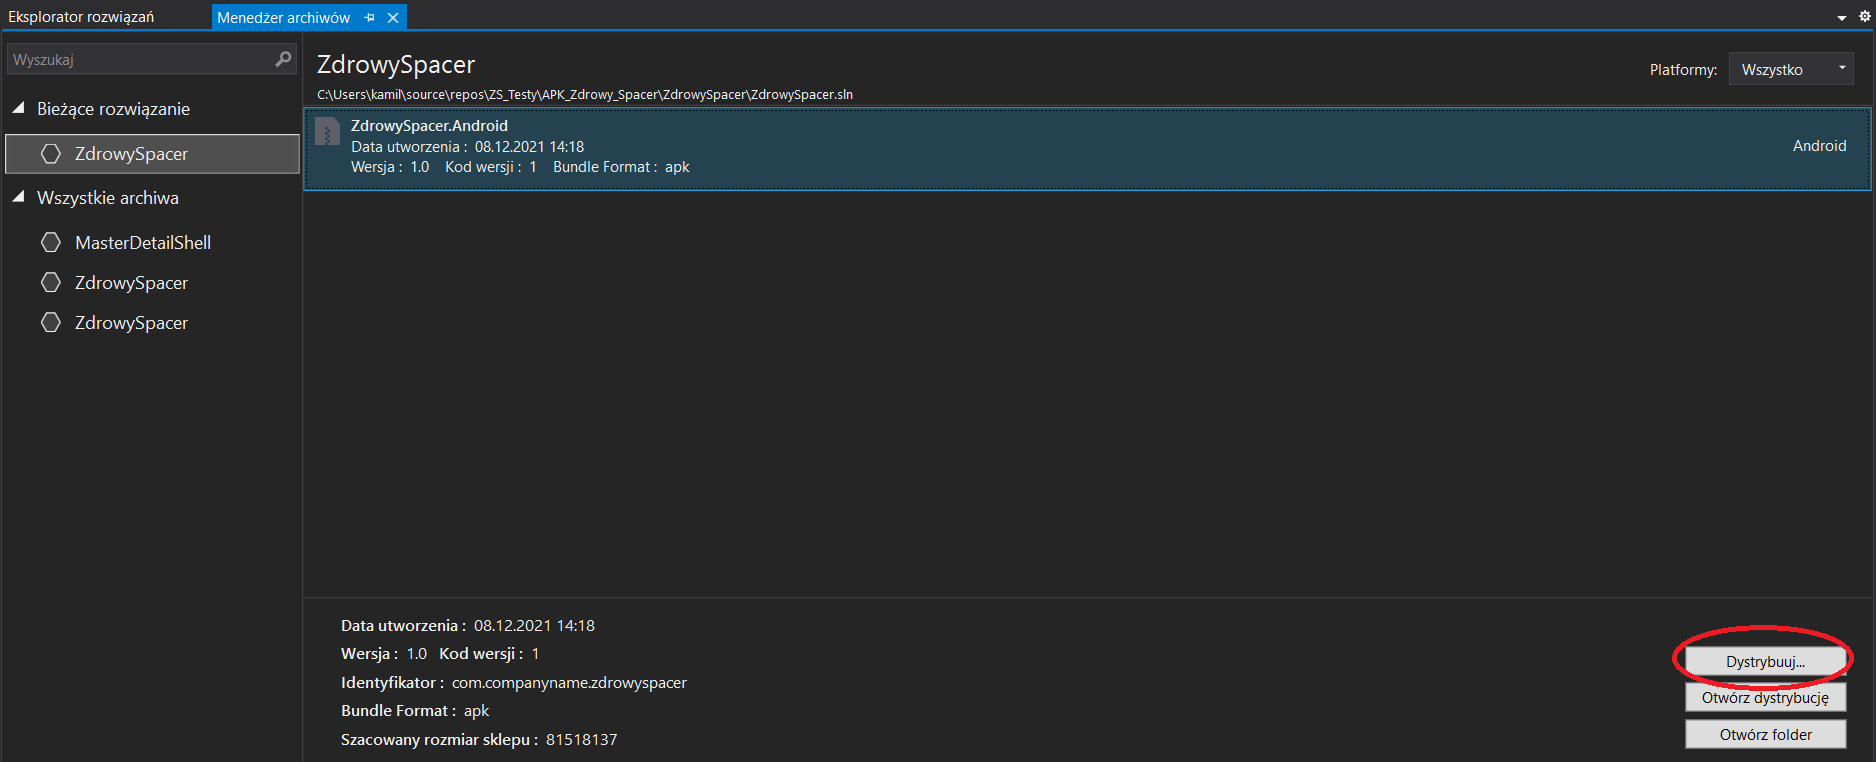 Eksplorator rozwiązań
Menedżer archiwów
Wyszukaj
Bieżące rozwiązanie
ZdrowySpacer
Wszystkie archiwa
MasterDetailShell
ZdrowySpacer
ZdrowySpacer
ZdrowySpacer
C:\Users\kamil\source\repos\ZS_Testy\APK_Zdrowy_Spacer\ZdrowySpacer\ZdrowySpacer.sln
Platformy: Wszystko
ZdrowySpacer.Android
Data utworzenia : 08.12.2021 14:18
Wersja : 1.0 Kod wersji : 1 Bundle Format : apk
Android
Data utworzenia : 08.12.2021 14:18
Wersja : 1.0 Kod wersji : 1
Identyfikator : com.companyname.zdrowyspacer
Bundle Format : apk
Szacowany rozmiar sklepu : 81518137
Dystrybuuj...
Otwórz dystrybucję
Otwórz folder